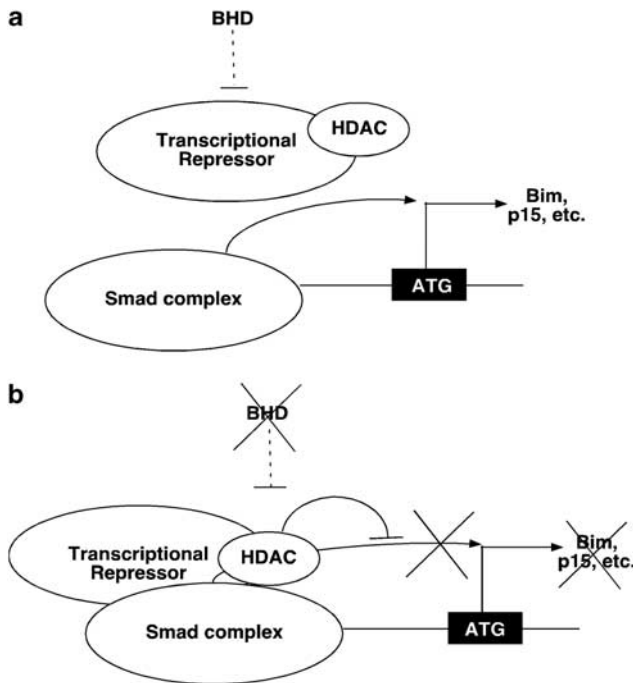 a
BHD
HDAC
Transcriptional
Repressor
Bim,
p15, etc.
Smad complex
ATG
b
BHD
HDAC
Transcriptional
Repressor
Bim,
p15, etc.
Smad complex
ATG